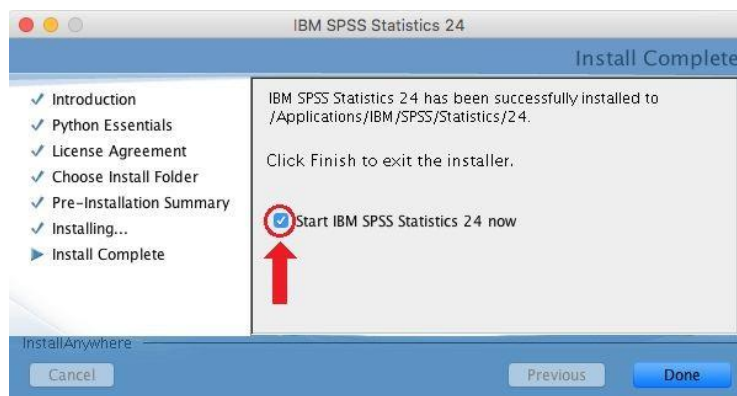 IBM SPSS Statistics 24
Install Complete
Introduction
Python Essentials
License Agreement
Choose Install Folder
Pre-Installation Summary
Installing...
Install Complete
IBM SPSS Statistics 24 has been successfully installed to
/Applications/IBM/SPSS/Statistics/24.
Click Finish to exit the installer.
Start IBM SPSS Statistics 24 now
InstallAnywhere
Cancel
Previous
Done